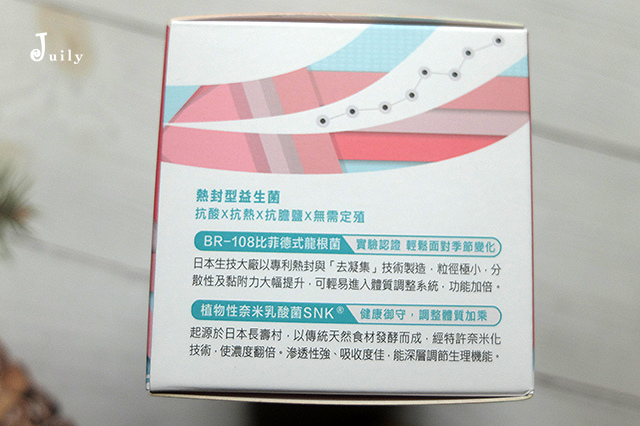 Juily
熱封型益生菌
抗酸X抗熱X抗膽鹽X無需定殖
BR-108比菲德式龍根菌 實驗認證 輕鬆面對季節變化
日本生技大廠以專利熱封與「去凝集」技術製造，粒徑極小，分
散性及黏附力大幅提升，可輕易進入體質調整系統，功能加倍。
植物性奈米乳酸菌SNK® 健康御守，調整體質加乘
起源於日本長壽村，以傳統天然食材發酵而成，經特許奈米化
技術，使濃度翻倍。滲透性強、吸收度佳，能深層調節生理機能。